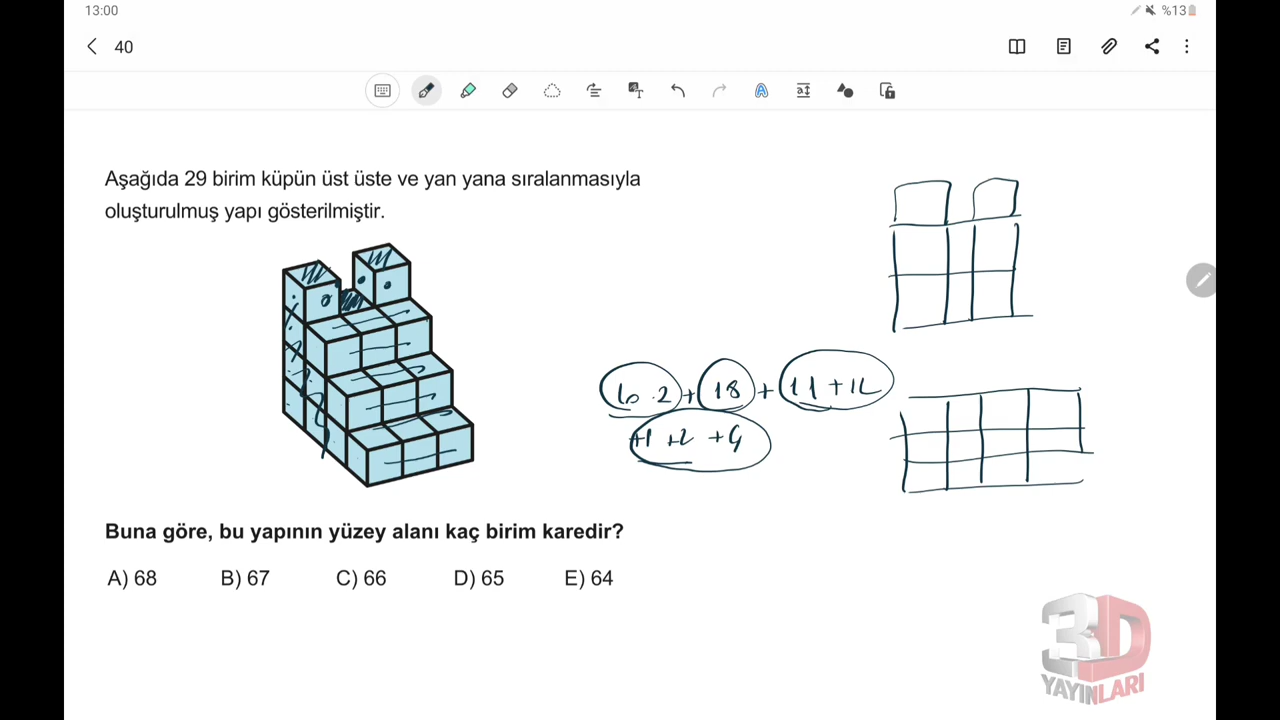 13:00
%13
40
Aşağıda 29 birim küpün üst üste ve yan yana sıralanmasıyla
oluşturulmuş yapı gösterilmiştir.
10.2 + 18 + 11 + 12
+1 +2 +4
Buna göre, bu yapının yüzey alanı kaç birim karedir?
A) 68 B) 67 C) 66 D) 65 E) 64
3D
YAYINLARI